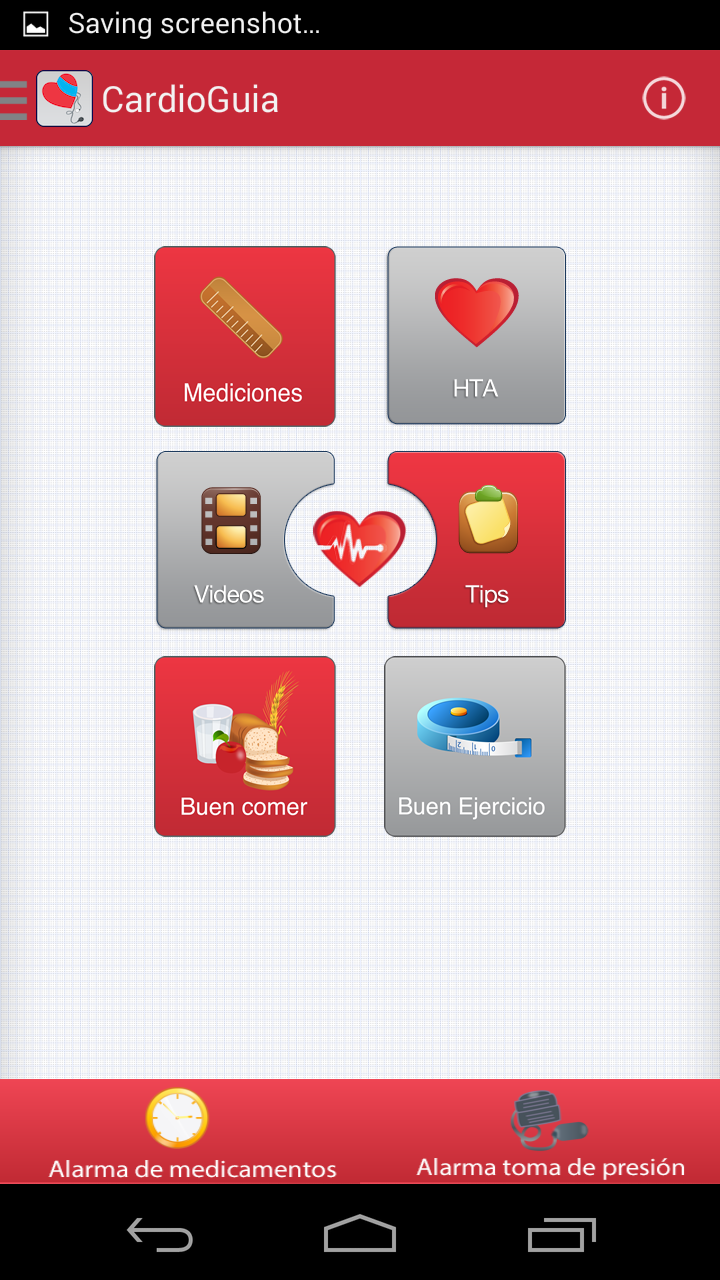 Saving screenshot...
CardioGuia
Mediciones
HTA
Videos
Tips
Buen comer
Buen Ejercicio
Alarma de medicamentos
Alarma toma de presión